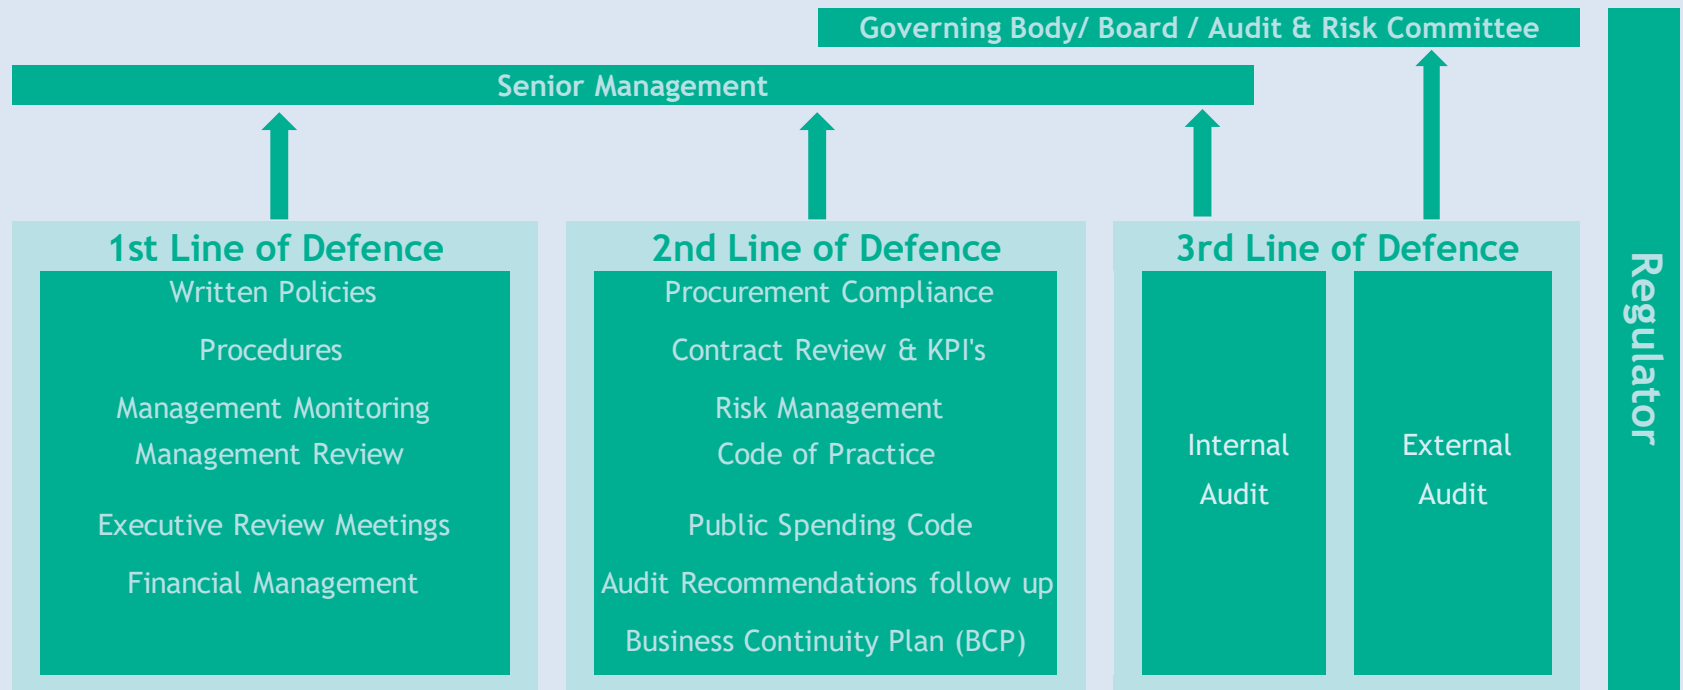 Governing Body/ Board / Audit & Risk Committee
Senior Management
1st Line of Defence
Written Policies
Procedures
Management Monitoring
Management Review
Executive Review Meetings
Financial Management
2nd Line of Defence
Procurement Compliance
Contract Review & KPI's
Risk Management
Code of Practice
Public Spending Code
Audit Recommendations follow up
Business Continuity Plan (BCP)
3rd Line of Defence
Internal
Audit
External
Audit
Regulator